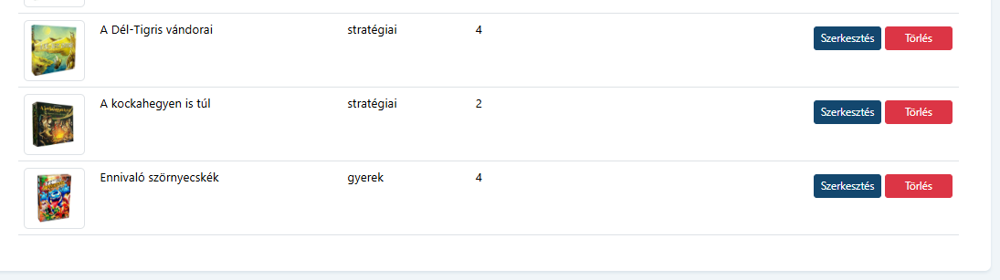 A Dél-Tigris vándorai stratégiai 4 Szerkesztés Törlés
A kockahegyen is túl stratégiai 2 Szerkesztés Törlés
Ennivaló szörnyecskék gyerek 4 Szerkesztés Törlés